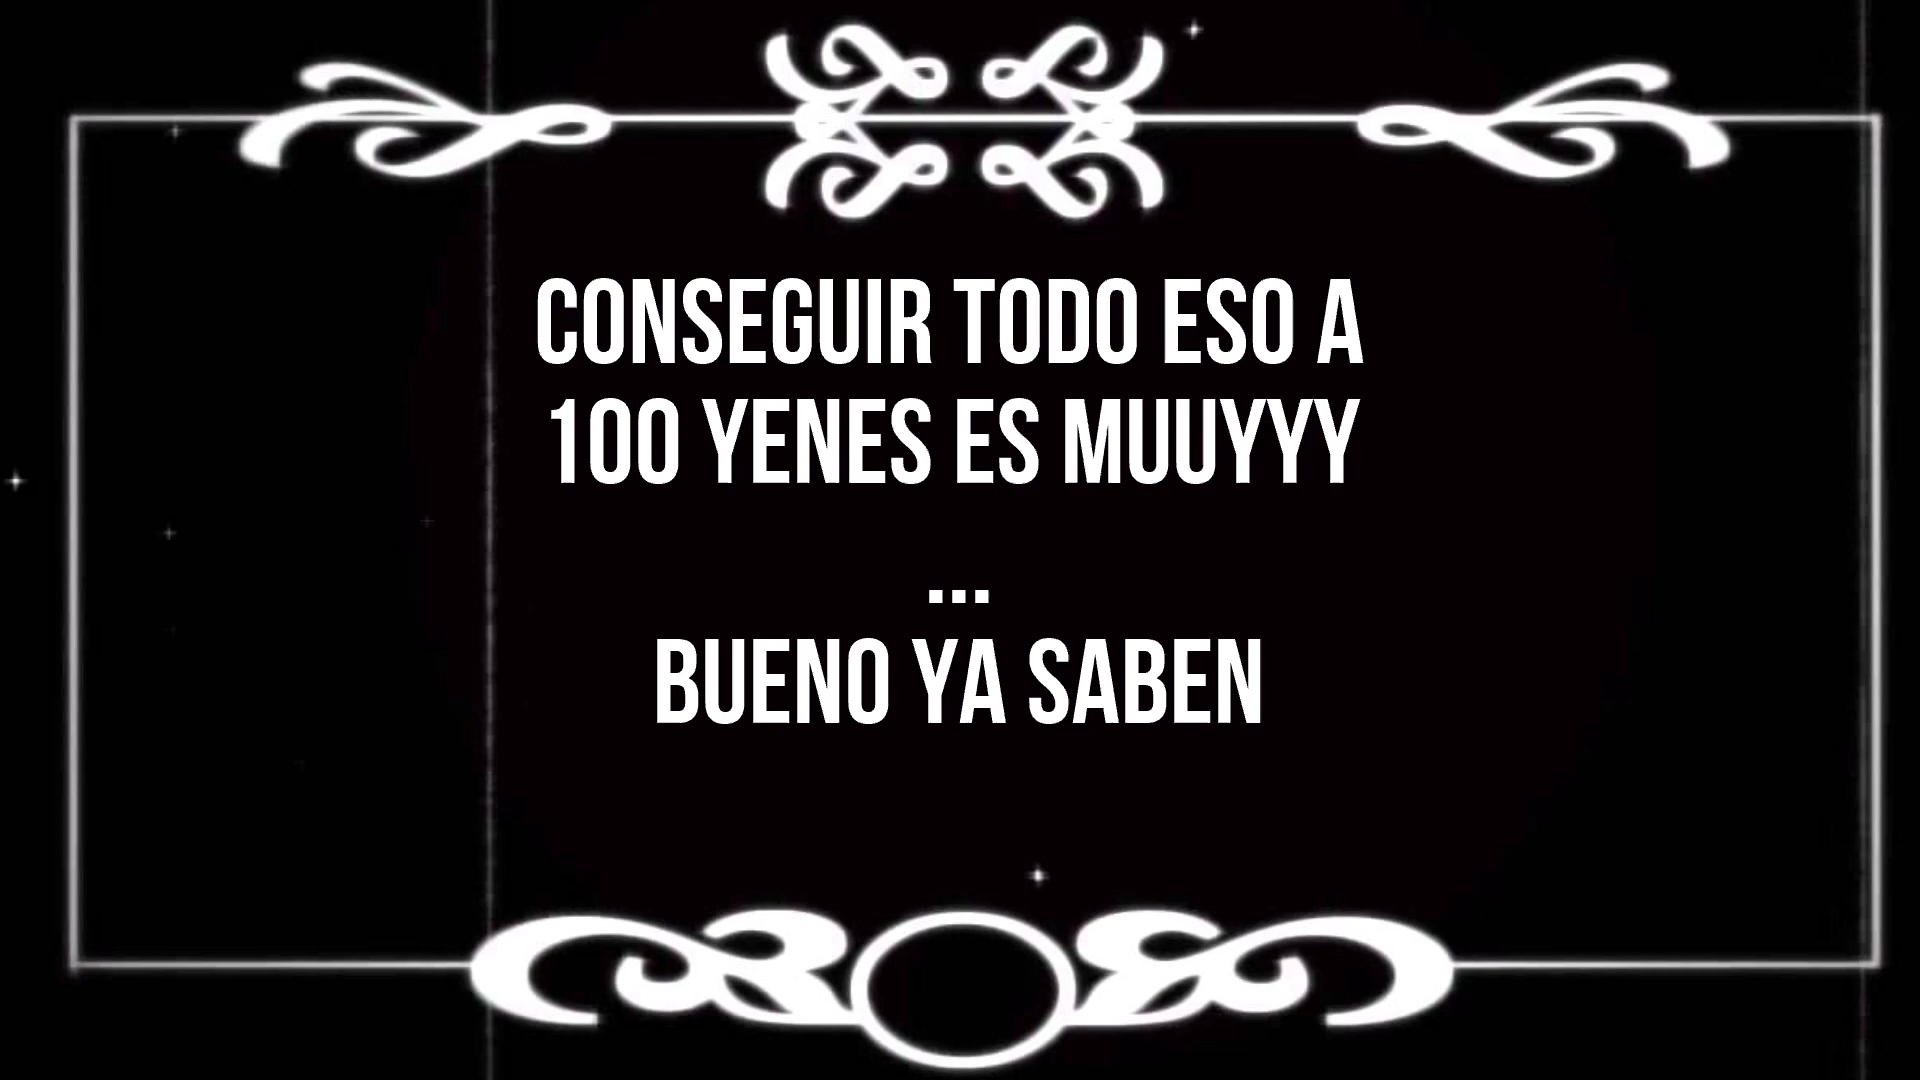 CONSEGUIR TODO ESO A
100 YENES ES MUUYYY
...
BUENO YA SABEN